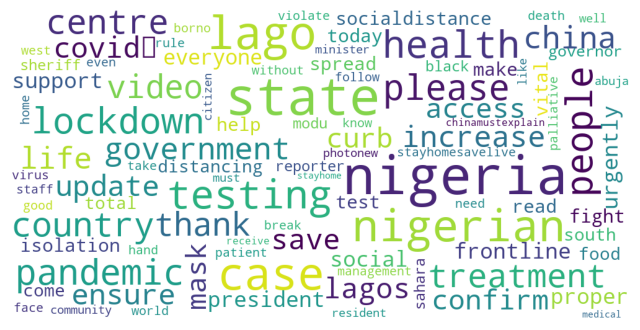 violate socialdistance death well
borno
centre lago today health china
rule minister
covid▯ everyone spread follow black make governor
west
sheriff even without please like
support video state access vital abuja
home citizen people
lockdown help modu know chinamustexplain increase palliative
curb
life government photonew stayhomesavelive urgently
take distancing reporter
virus update testing must stayhome nigeria test need read fight
staff
good total
country thank nigerian south
hand break save
isolation receive social frontline food
patient
pandemic case mask management lagos sahara treatment
come
ensure president confirm proper
face community world resident medical